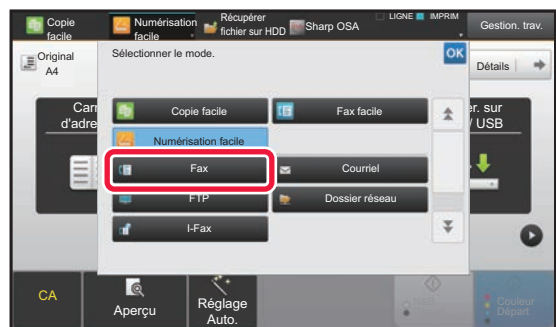 Copie
facile
Numérisation
facile
Récupérer
fichier sur HDD
Sharp OSA
LIGNE
IMPRIM
Gestion. trav.
Original
A4
Sélectionner le mode.
OK
Détails
Copie facile
Fax facile
Numérisation facile
Fax
Courriel
FTP
Dossier réseau
I-Fax
Carn
d'adre
er. sur
/ USB
CA
Aperçu
Réglage
Auto.
Couleur
Départ